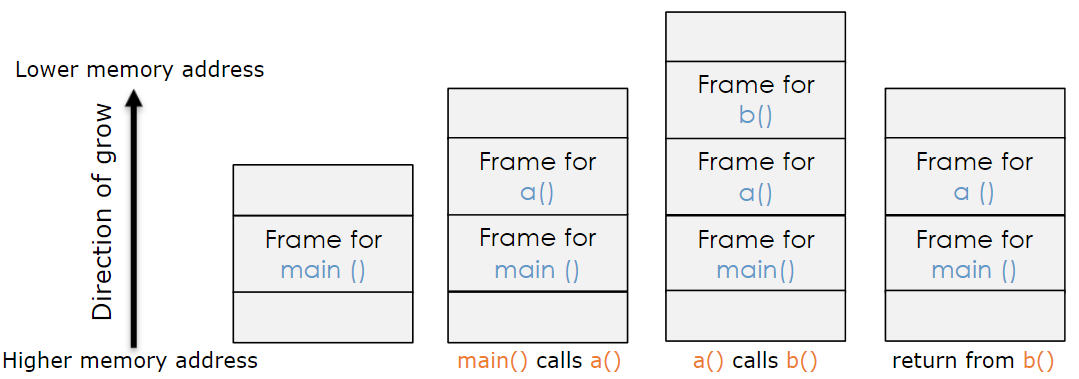 Lower memory address
Direction of grow
Higher memory address
Frame for
main ()
Frame for
a()
Frame for
main ()
main() calls a()
Frame for
b()
Frame for
a()
Frame for
main()
a() calls b()
Frame for
a ()
Frame for
main ()
return from b()